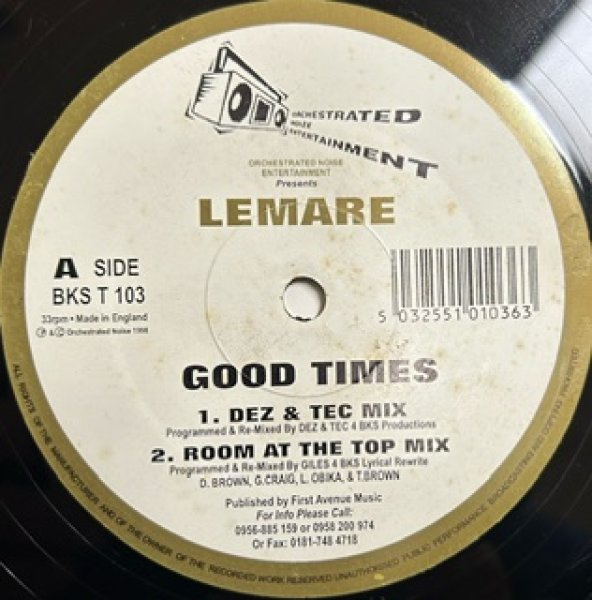 ORCHESTRATED
NOIZE
ENTERTAINMENT
ORCHESTRATED NOISE
ENTERTAINMENT
Presents
LEMARE
A SIDE
BKS T 103
33rpm • Made in England
℗ & © Orchestrated Noise 1998
5 032551 010363
GOOD TIMES
1. DEZ & TEC MIX
Programmed & Re-Mixed By DEZ & TEC 4 BKS Productions
2. ROOM AT THE TOP MIX
Programmed & Re-Mixed By GILES 4 BKS Lyrical Rewrite
D. BROWN, G.CRAIG, L. OBIKA, & T.BROWN
Published by First Avenue Music
For Info Please Call:
0956-885 159 or 0958 200 974
Or Fax: 0181-748 4718
ALL RIGHTS OF THE MANUFACTURERS AND OF THE OWNER OF THE RECORDED WORK RESERVED UNAUTHORISED PUBLIC PERFORMANCE BROADCASTING AND COPYING PROHIBITED